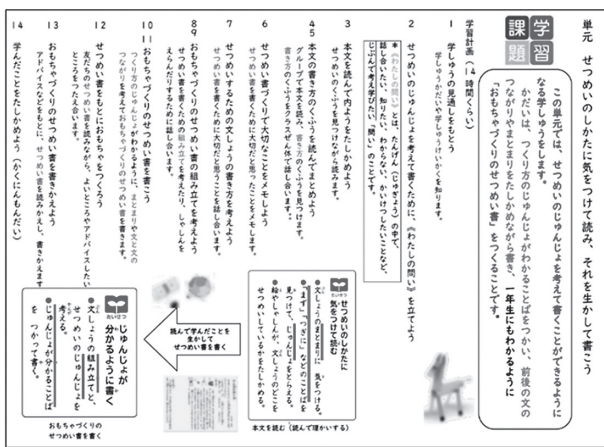 単元　せつめいのしかたに気をつけて読み、それを生かして書こう
学習
課題
この単元では、せつめいのじゅんじょを考えて書くことができるように
なる学しゅうをします。
かだいは、つくり方のじゅんじょがわかることばをつかい、前後の文の
つながりやまとまりをたしかめながら書き、一年生にもわかるように
「おもちゃづくりのせつめい書」をつくることです。
学習計画（14時間くらい）
1　学しゅうの見通しをもとう
学しゅうかだいや学しゅうけいかくを知ります。
2　せつめいのじゅんじょを考えて書くために、《わたしの問い》を立てよう
＊《わたしの問い》とは、たんげん（じゅぎょう）の中で、
話し合いたい、知りたい、わからない、かいけつしたいことなど、
じぶんで考え学びたい、「問い」のことです。
3　本文を読んで内ようをたしかめよう
せつめいのくふうを見つけながら読みます。
4 5　本文の書き方のくふうを読んでまとめよう
グループで本文を読み、書き方のくふうを見つけます。
書き方のくふうをクラスぜん体で話し合います。
6　せつめい書づくりで大切なことをメモしよう
せつめい書を書くために大切だと思ったことをメモします。
7　せつめいするための文しょうの書き方を考えよう
せつめい書を書くために大切だと思うことを話し合います。
8 9　おもちゃづくりのせつめい書の組み立てを考えよう
せつめい書を書くための組み立てを考えたり、しゃしんを
えらんだりするために話し合います。
10 11　おもちゃづくりのせつめい書を書こう
つくり方のじゅんじょがわかるように、まとまりや文と文の
つながりを考えておもちゃづくりのせつめい書を書きます。
12　せつめい書をもとにおもちゃをつくろう
友だちのせつめい書を読みながら、よいところやアドバイスしたい
ところをつたえ合います。
13　おもちゃづくりのせつめい書を書きかえよう
アドバイスなどをもとに、せつめい書を読みかえし、書きかえます
14　学んだことをたしかめよう（かくにんもんだい）
たいせつ
せつめいのしかたに
気をつけて読む
・文しょうのまとまりに 気をつける。
・「まず」「つぎに」などのことばを
見つけて、じゅんじょをとらえる。
・絵やしゃしんが、文しょうのどこを
せつめいしているかをたしかめる。
本文を読む（読んで理かいする）
読んで学んだことを
生かして
せつめい書を書く
たいせつ
じゅんじょが
分かるように書く
・文しょうの組み立てと、
せつめいのじゅんじょを
考える。
・じゅんじょが分かることば
を つかって書く。
おもちゃづくりの
せつめい書を書く